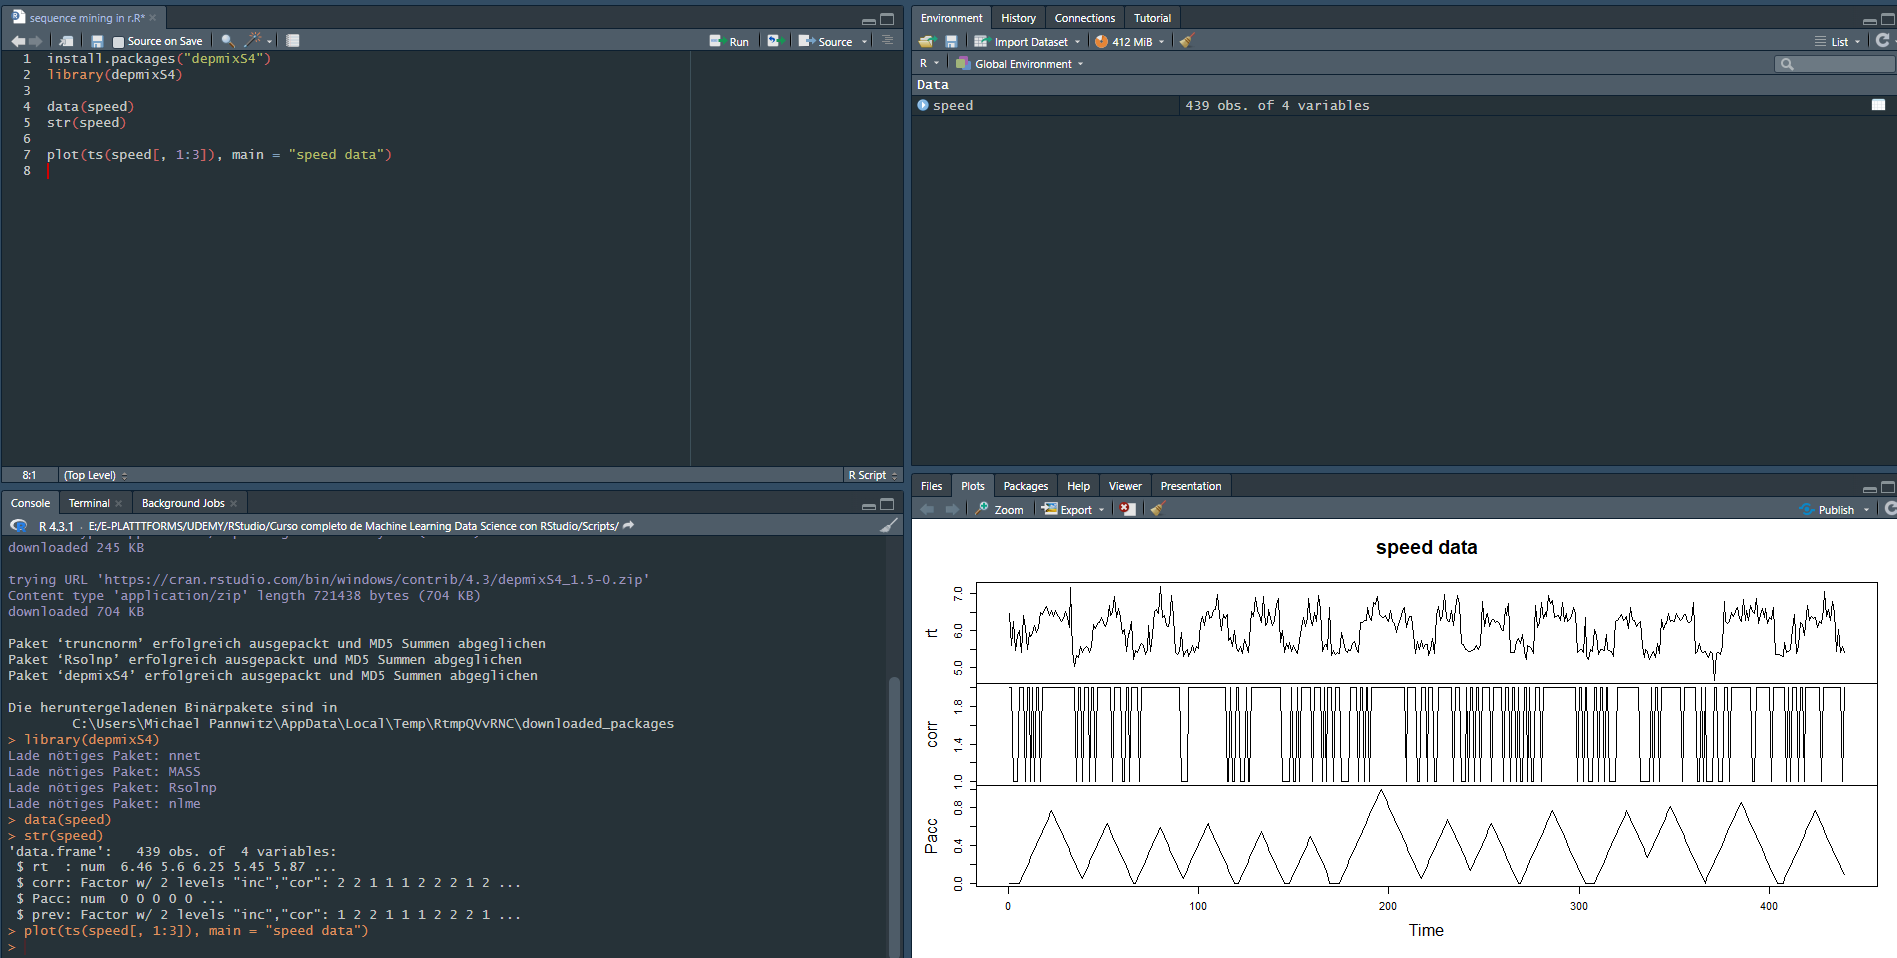 sequence mining in r.R*
Source on Save
Run
Source
1 install.packages("depmixS4")
2 library(depmixS4)
3
4 data(speed)
5 str(speed)
6
7 plot(ts(speed[, 1:3]), main = "speed data")
8
8:1 (Top Level) R Script
Console Terminal Background Jobs
R 4.3.1 · E:/E-PLATTTFORMS/UDEMY/RStudio/Curso completo de Machine Learning Data Science con RStudio/Scripts/
downloaded 245 KB
trying URL 'https://cran.rstudio.com/bin/windows/contrib/4.3/depmixS4_1.5-0.zip'
Content type 'application/zip' length 721438 bytes (704 KB)
downloaded 704 KB
Paket ‘truncnorm’ erfolgreich ausgepackt und MD5 Summen abgeglichen
Paket ‘Rsolnp’ erfolgreich ausgepackt und MD5 Summen abgeglichen
Paket ‘depmixS4’ erfolgreich ausgepackt und MD5 Summen abgeglichen
Die heruntergeladenen Binärpakete sind in
C:\Users\Michael Pannwitz\AppData\Local\Temp\RtmpQVvRNC\downloaded_packages
> library(depmixS4)
Lade nötiges Paket: nnet
Lade nötiges Paket: MASS
Lade nötiges Paket: Rsolnp
Lade nötiges Paket: nlme
> data(speed)
> str(speed)
'data.frame': 439 obs. of 4 variables:
$ rt : num 6.46 5.6 6.25 5.45 5.87 ...
$ corr: Factor w/ 2 levels "inc","cor": 2 2 1 1 1 2 2 2 1 2 ...
$ Pacc: num 0 0 0 0 0 ...
$ prev: Factor w/ 2 levels "inc","cor": 1 2 2 1 1 1 2 2 2 1 ...
> plot(ts(speed[, 1:3]), main = "speed data")
>
Environment History Connections Tutorial
Import Dataset 412 MiB List
R Global Environment
Data
speed 439 obs. of 4 variables
Files Plots Packages Help Viewer Presentation
Zoom Export Publish
speed data
rt
7.0
6.0
5.0
corr
1.8
1.4
1.0
Pacc
0.8
0.4
0.0
0 100 200 300 400
Time